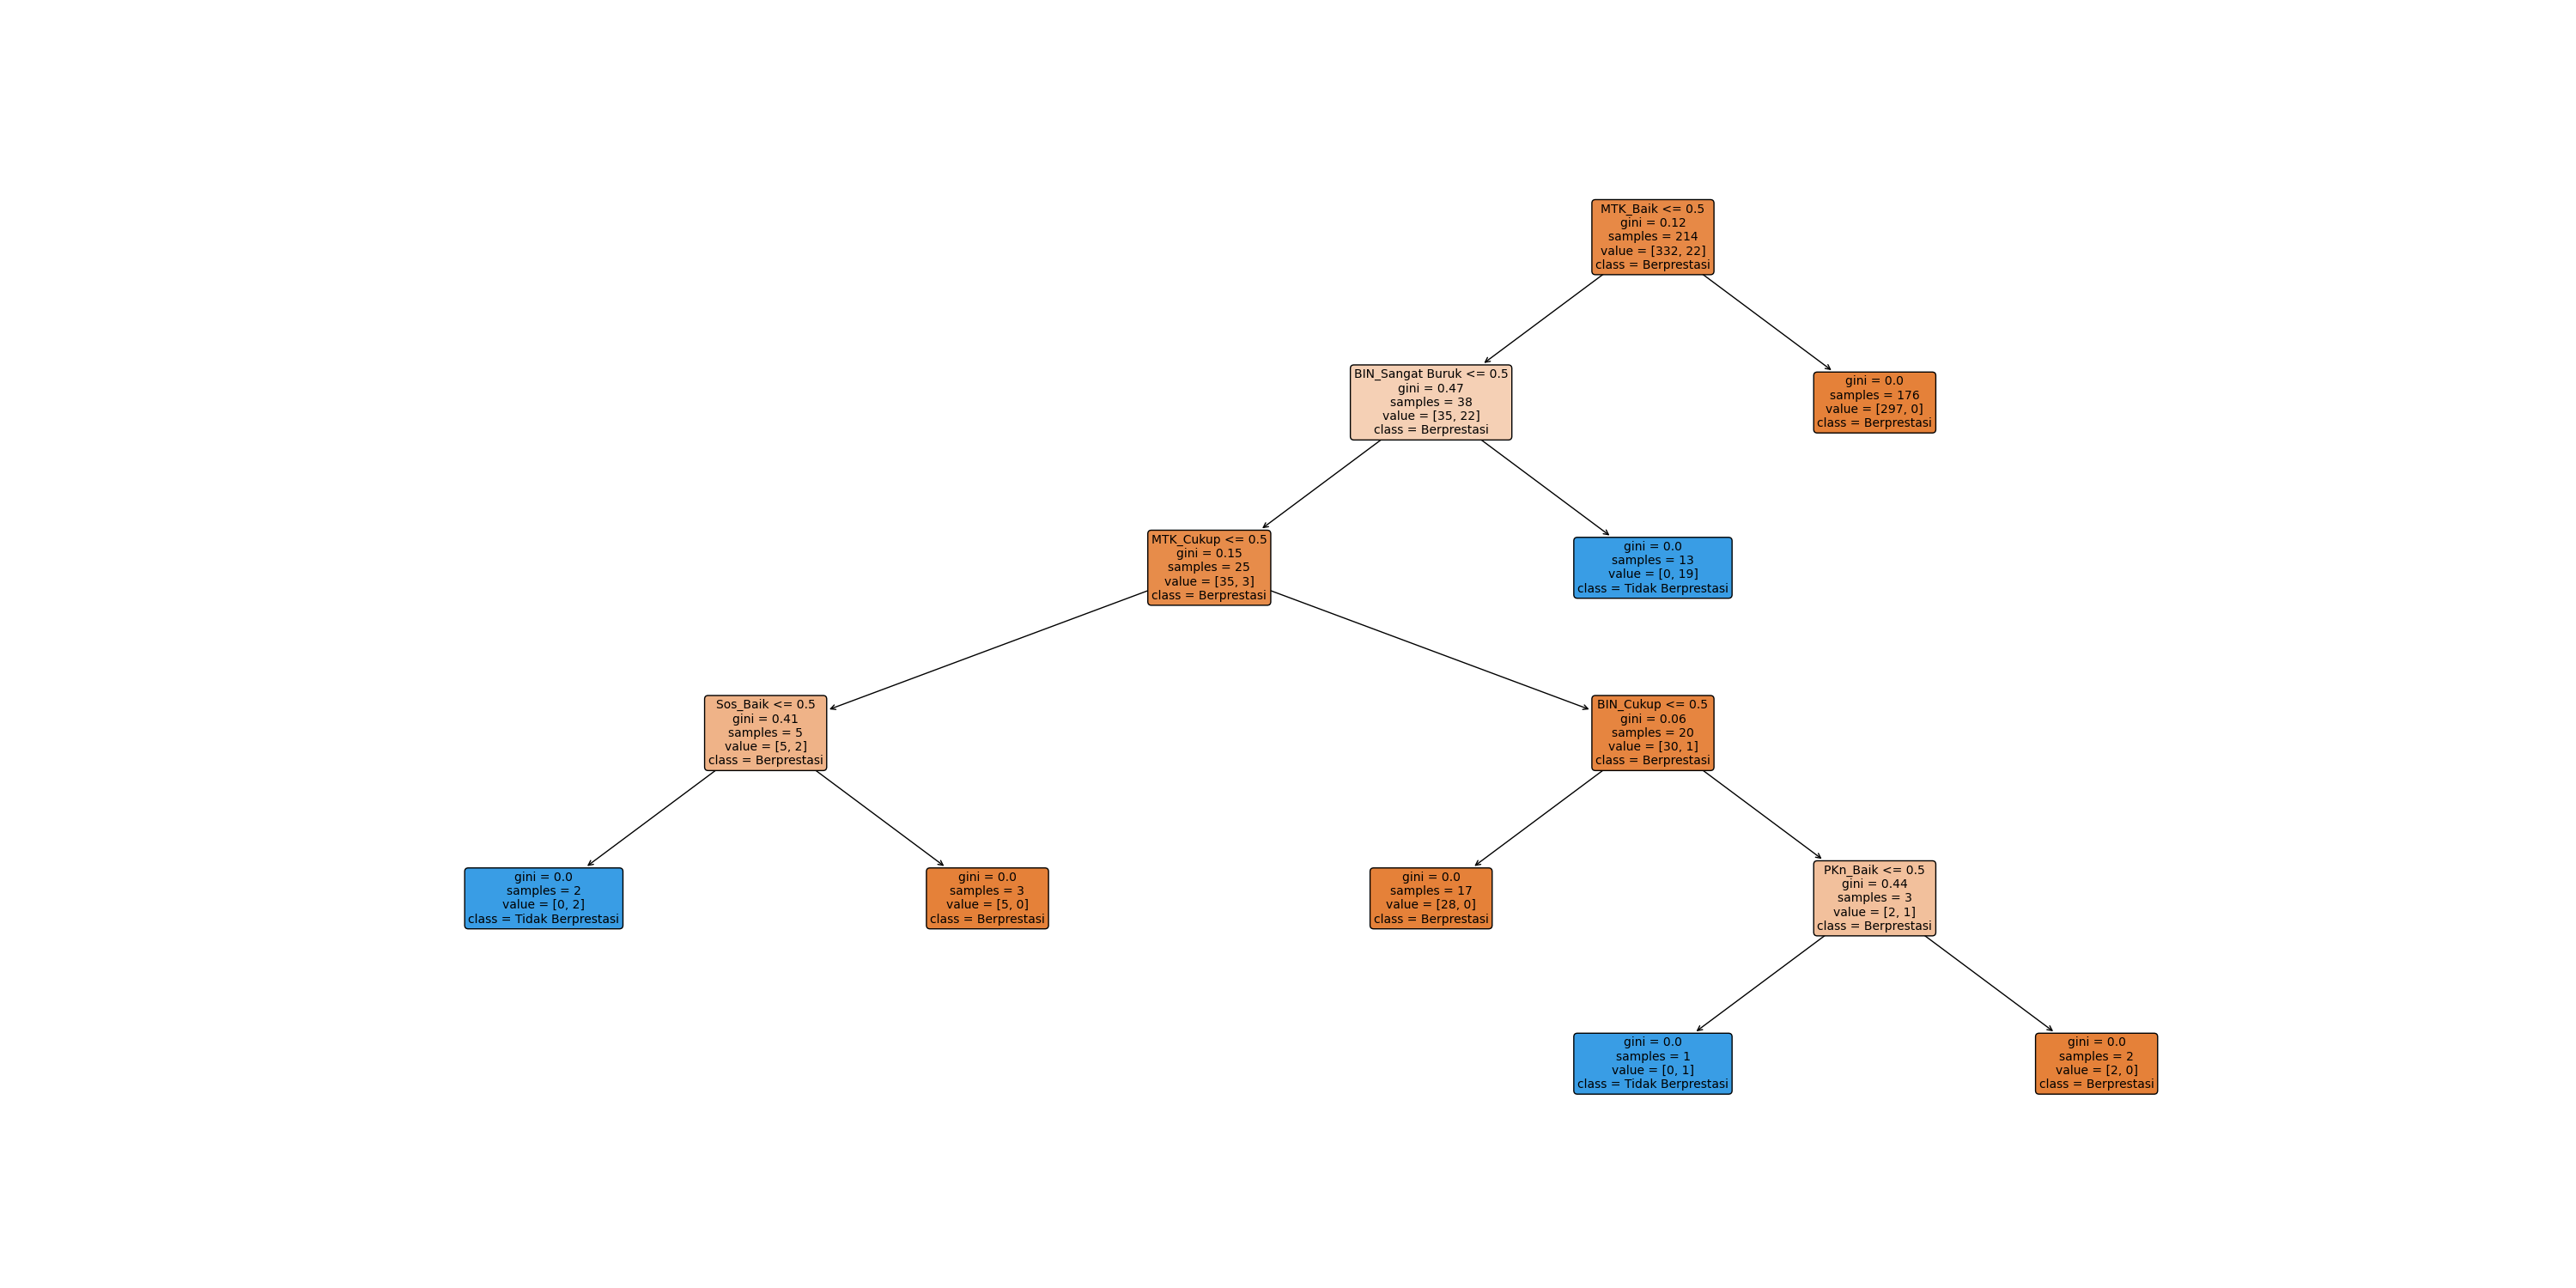 MTK_Baik <= 0.5
gini = 0.12
samples = 214
value = [332, 22]
class = Berprestasi
BIN_Sangat Buruk <= 0.5
gini = 0.47
samples = 38
value = [35, 22]
class = Berprestasi
gini = 0.0
samples = 176
value = [297, 0]
class = Berprestasi
MTK_Cukup <= 0.5
gini = 0.15
samples = 25
value = [35, 3]
class = Berprestasi
gini = 0.0
samples = 13
value = [0, 19]
class = Tidak Berprestasi
Sos_Baik <= 0.5
gini = 0.41
samples = 5
value = [5, 2]
class = Berprestasi
BIN_Cukup <= 0.5
gini = 0.06
samples = 20
value = [30, 1]
class = Berprestasi
gini = 0.0
samples = 2
value = [0, 2]
class = Tidak Berprestasi
gini = 0.0
samples = 3
value = [5, 0]
class = Berprestasi
gini = 0.0
samples = 17
value = [28, 0]
class = Berprestasi
PKn_Baik <= 0.5
gini = 0.44
samples = 3
value = [2, 1]
class = Berprestasi
gini = 0.0
samples = 1
value = [0, 1]
class = Tidak Berprestasi
gini = 0.0
samples = 2
value = [2, 0]
class = Berprestasi